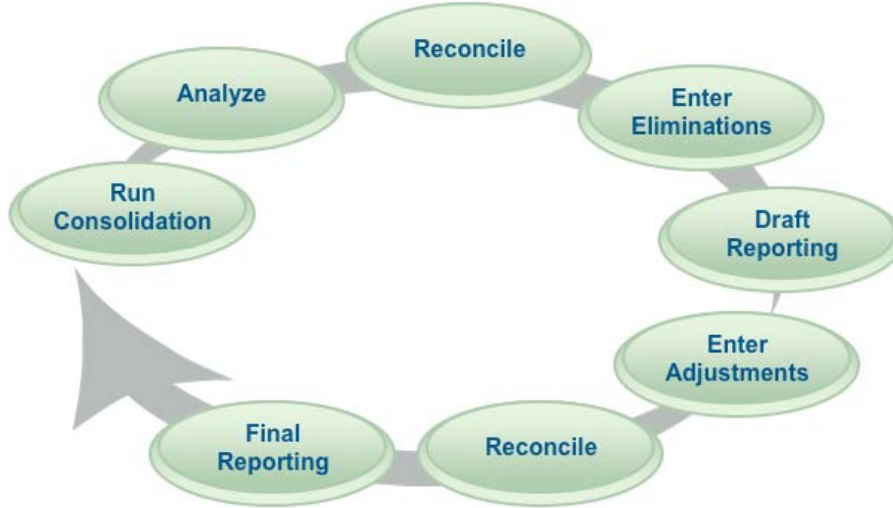 Run
Consolidation
Analyze
Reconcile
Enter
Eliminations
Draft
Reporting
Enter
Adjustments
Reconcile
Final
Reporting